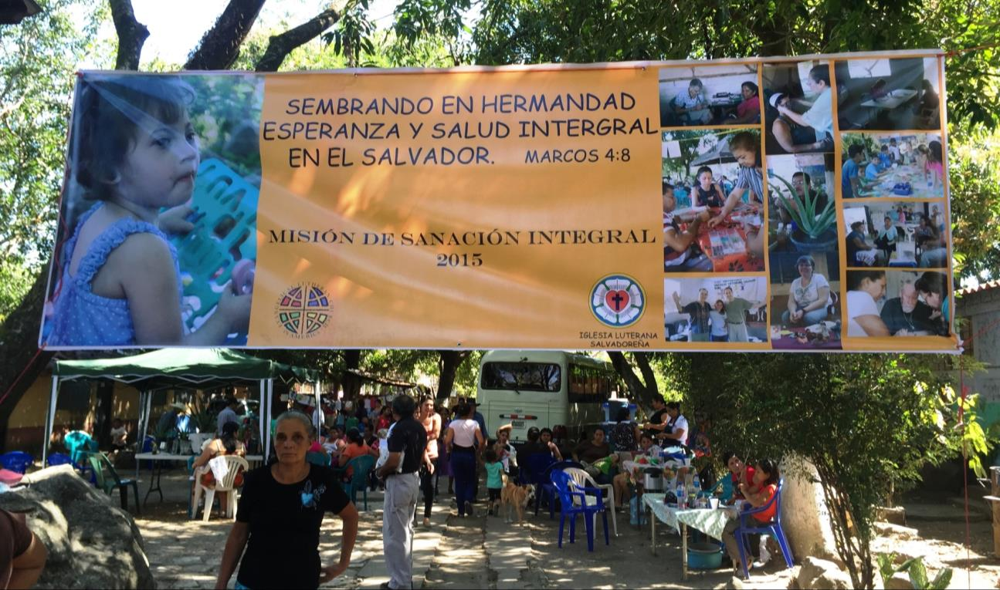 SEMBRANDO EN HERMANDAD
ESPERANZA Y SALUD INTERGRAL
EN EL SALVADOR. MARCOS 4:8
MISIÓN DE SANACIÓN INTEGRAL
2015
IGLESIA LUTERANA
SALVADOREÑA